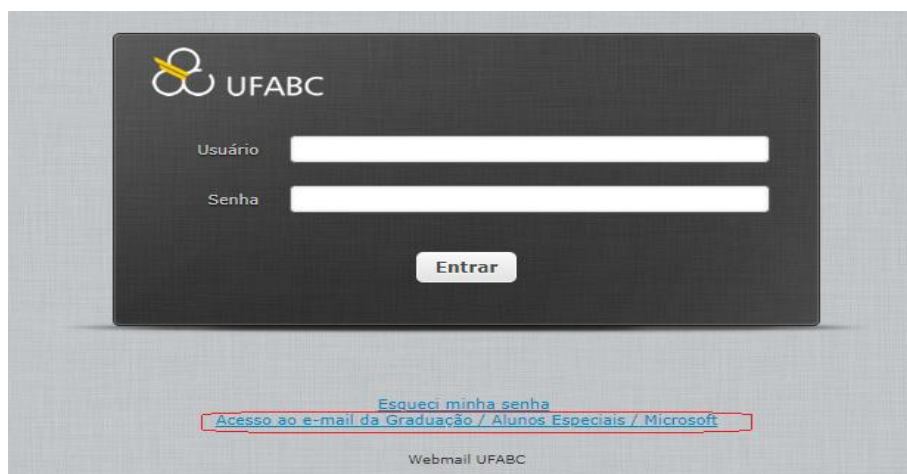 UFABC
Usuário
Senha
Entrar
Esqueci minha senha
Acesso ao e-mail da Graduação / Alunos Especiais / Microsoft
Webmail UFABC